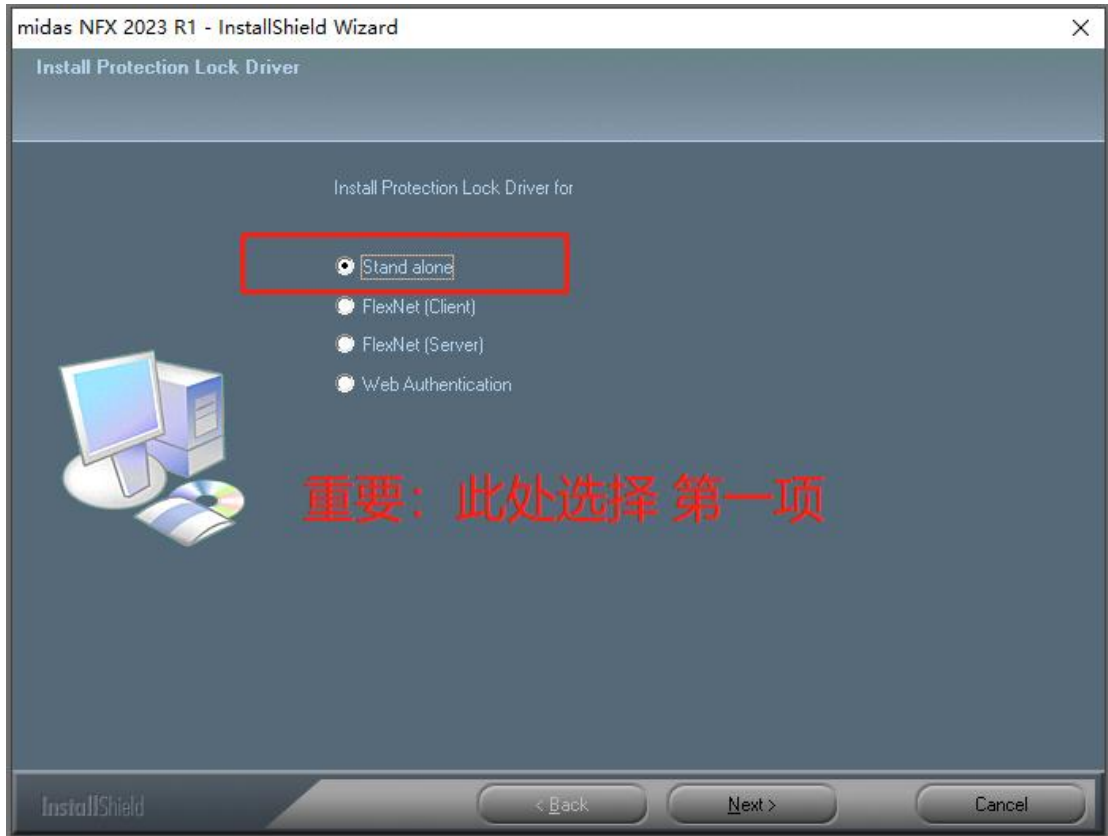 midas NFX 2023 R1 - InstallShield Wizard
Install Protection Lock Driver
Install Protection Lock Driver for
Stand alone
FlexNet (Client)
FlexNet (Server)
Web Authentication
重要：此处选择 第一项
InstallShield
< Back
Next >
Cancel